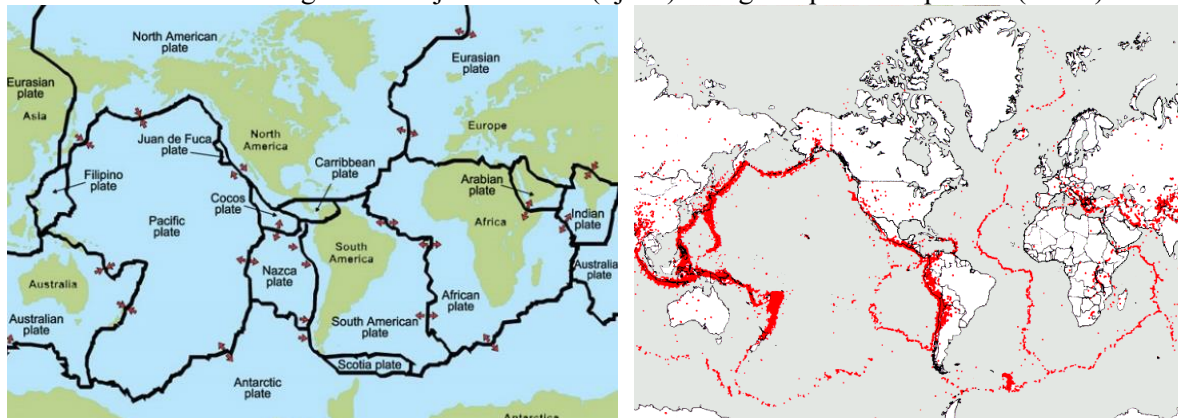 North American
plate
Eurasian
plate
Eurasian
plate
Asia
Europe
Juan de Fuca
plate
North
America
Carribbean
plate
Arabian
plate
Filipino
plate
Cocos
plate
Africa
Indian
plate
Pacific
plate
South
America
Nazca
plate
Australia
Australia
plate
African
plate
Australian
plate
South American
plate
Scotia plate
Antarctic
plate
Antarctica